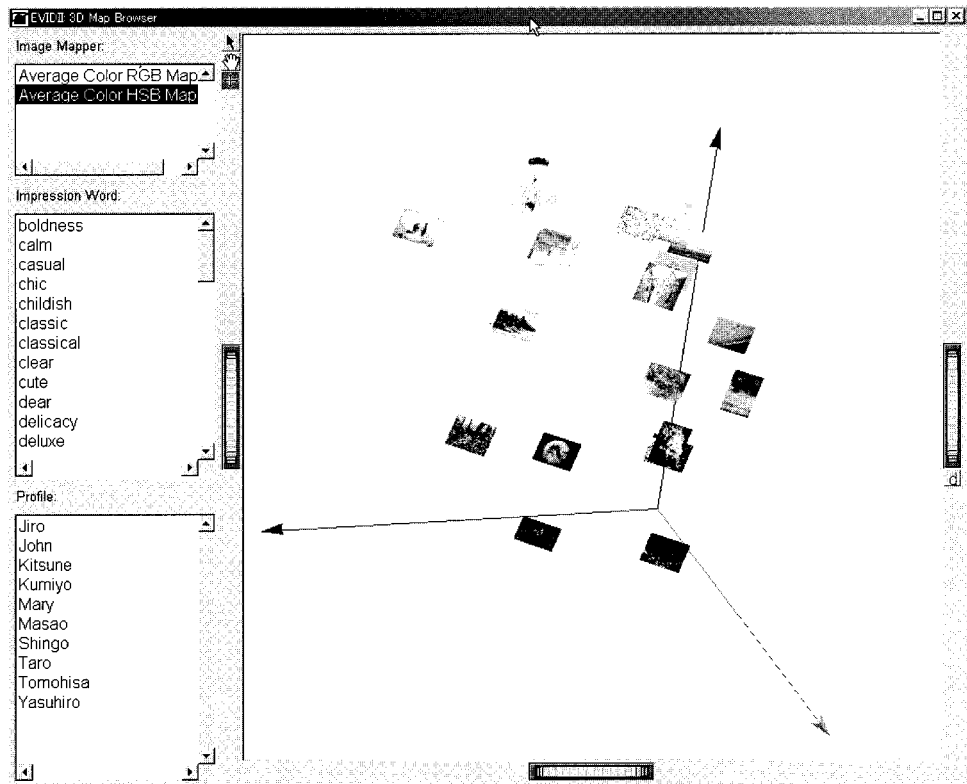 EVIDII: 3D Map Browser
Image Mapper:
Average Color RGB Map
Average Color HSB Map
Impression Word:
boldness
calm
casual
chic
childish
classic
classical
clear
cute
dear
delicacy
deluxe
Profile:
Jiro
John
Kitsune
Kumiyo
Mary
Masao
Shingo
Taro
Tomohisa
Yasuhiro
d